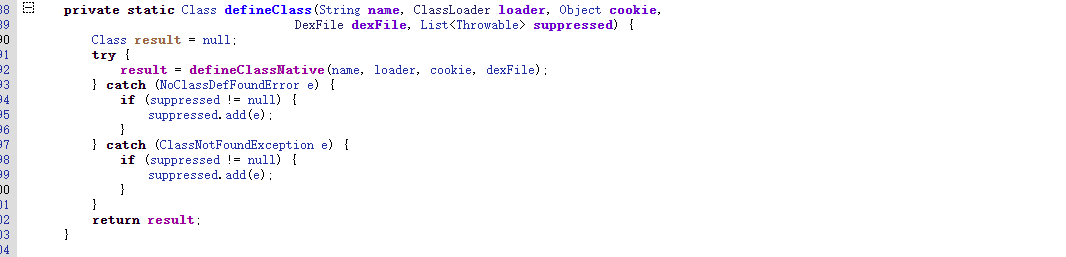 88 private static Class defineClass(String name, ClassLoader loader, Object cookie,
89 DexFile dexFile, List<Throwable> suppressed) {
90 Class result = null;
91 try {
92 result = defineClassNative(name, loader, cookie, dexFile);
93 } catch (NoClassDefFoundError e) {
94 if (suppressed != null) {
95 suppressed.add(e);
96 }
97 } catch (ClassNotFoundException e) {
98 if (suppressed != null) {
99 suppressed.add(e);
00 }
01 }
02 return result;
03 }
04